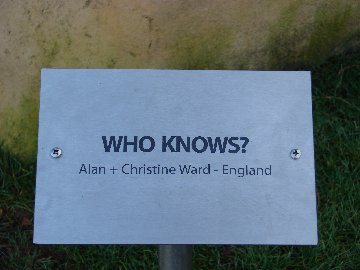 WHO KNOWS?
Alan + Christine Ward - England